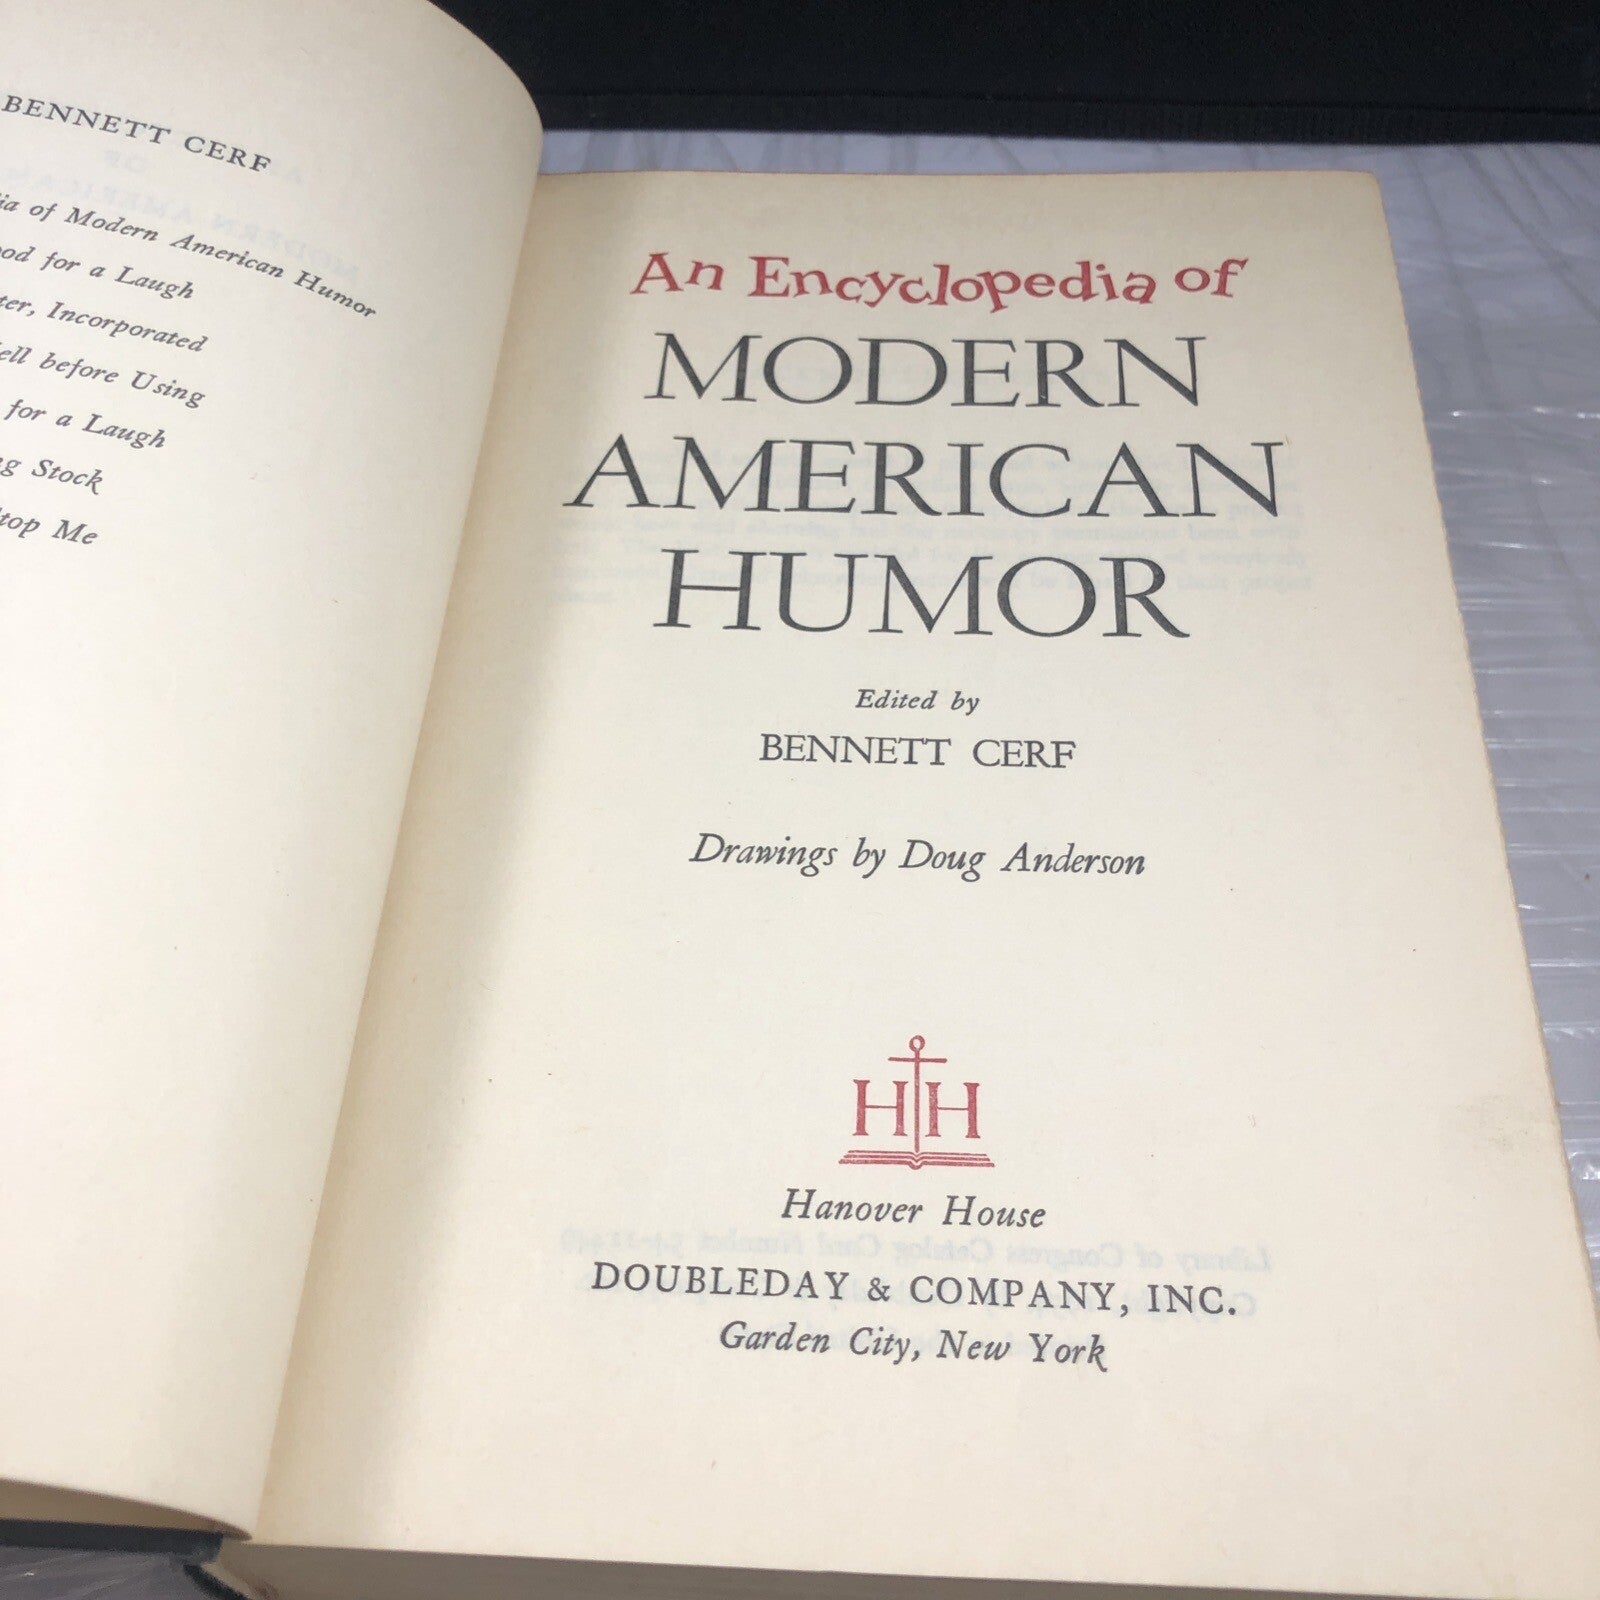 BENNETT CERF
ia of Modern American Humor
ood for a Laugh
ter, Incorporated
ell before Using
for a Laugh
ng Stock
top Me
An Encyclopedia of
MODERN
AMERICAN
HUMOR
Edited by
BENNETT CERF
Drawings by Doug Anderson
H H
Hanover House
DOUBLEDAY & COMPANY, INC.
Garden City, New York